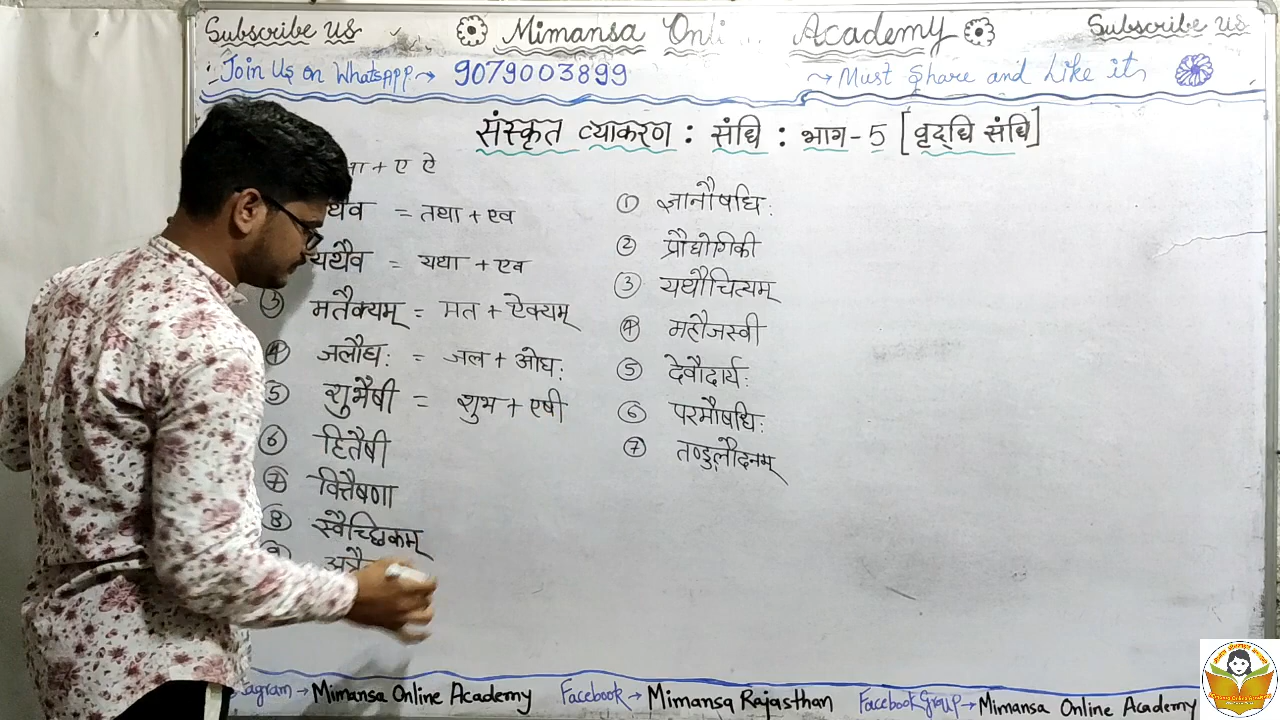 Subscribe Us Mimansa Onli Academy Subscribe Us
Join Us on WhatsAPP → 9079003899 → Must Share and Like it
संस्कृत व्याकरण : संधि : भाग - 5 [वृद्धि संधि]
+ ए ऐ
= तथा + एव
यथैव = यथा + एव
③ मतैक्यम् = मत + ऐक्यम्
④ जलौघः = जल + ओघः
⑤ शुभैषी = शुभ + एषी
⑥ हितैषी
⑦ वित्तैषणा
⑧ स्वैच्छिकम्
① ज्ञानौषधिः
② प्रौद्योगिकी
③ यथौचित्यम्
④ महौजस्वी
⑤ देवौदार्यः
⑥ परमौषधिः
⑦ तण्डुलौदनम्
→ Mimansa Online Academy Facebook → Mimansa Rajasthan Facebook Group → Mimansa Online Academy